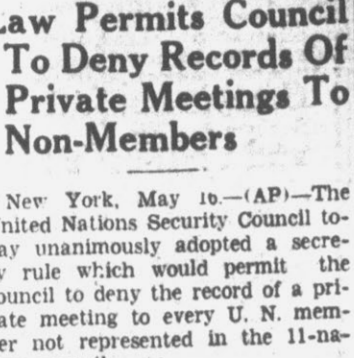 Law Permits Council
To Deny Records Of
Private Meetings To
Non-Members
New York, May 16.—(AP)—The
United Nations Security Council to-
ay unanimously adopted a secre-
y rule which would permit the
ouncil to deny the record of a pri-
ate meeting to every U. N. mem-
er not represented in the 11-na-